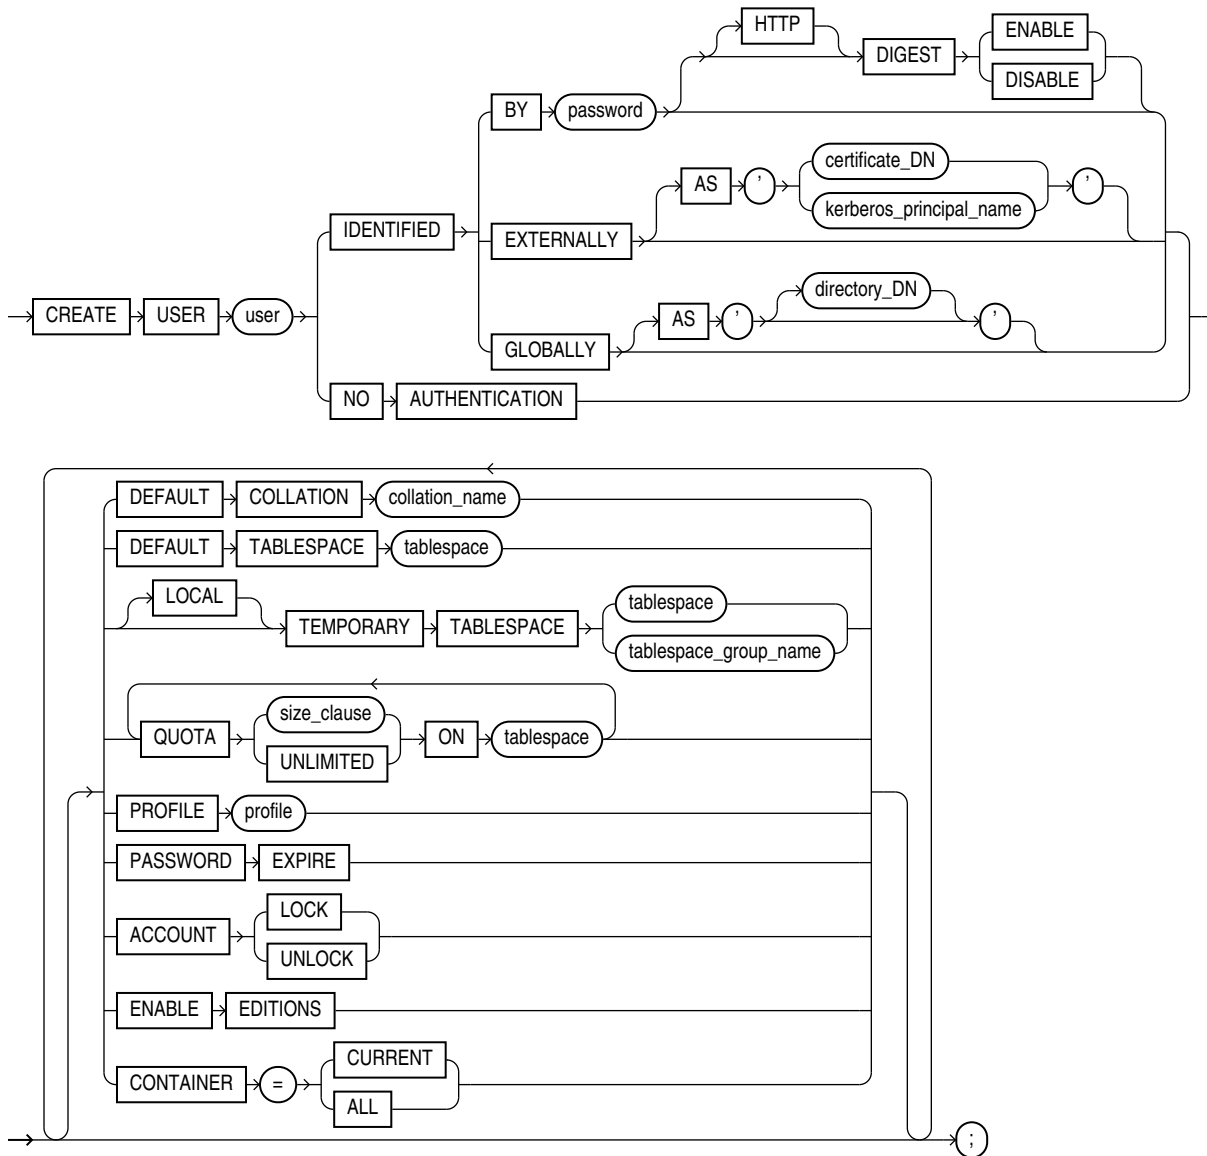 HTTP
DIGEST ENABLE
DISABLE
BY password
AS ' certificate_DN '
kerberos_principal_name
IDENTIFIED EXTERNALLY
AS ' directory_DN '
CREATE USER user
GLOBALLY
NO AUTHENTICATION
DEFAULT COLLATION collation_name
DEFAULT TABLESPACE tablespace
LOCAL TEMPORARY TABLESPACE tablespace
tablespace_group_name
QUOTA size_clause ON tablespace
UNLIMITED
PROFILE profile
PASSWORD EXPIRE
ACCOUNT LOCK
UNLOCK
ENABLE EDITIONS
CONTAINER = CURRENT
ALL
;